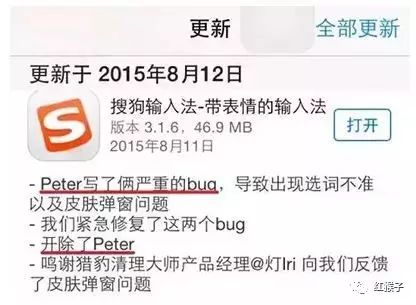 更新
全部更新
更新于 2015年8月12日
搜狗输入法-带表情的输入法
版本 3.1.6，46.9 MB
2015年8月11日
打开
- Peter写了俩严重的bug，导致出现选词不准
以及皮肤弹窗问题
- 我们紧急修复了这两个bug
- 开除了Peter
- 鸣谢猎豹清理大师产品经理@灯Iri 向我们反馈
了皮肤弹窗问题
红猴子